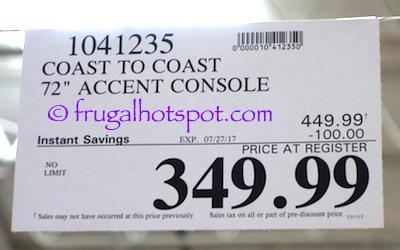 1041235
0000010412350
COAST TO COAST
72" ACCENT CONSOLE
© frugalhotspot.com
449.99†
Instant Savings EXP. 07/27/17 -100.00
PRICE AT REGISTER
NO
LIMIT
349.99
† Sales may not have occurred at this price previously Sales tax on all or part of pre-discount price